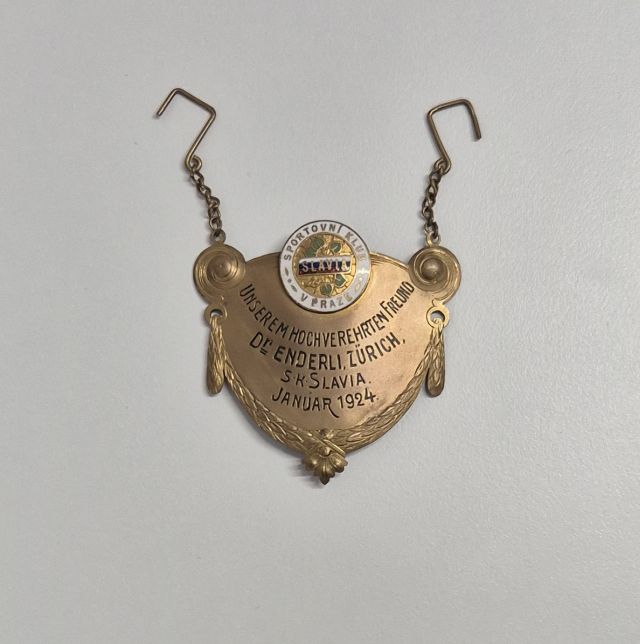 SPORTOVNÍ KLUB
SLAVIA
V PRAZE
UNSEREM HOCHVEREHRTEN FREUND
Dr. ENDERLI, ZÜRICH,
S.K. SLAVIA.
JANUAR 1924.